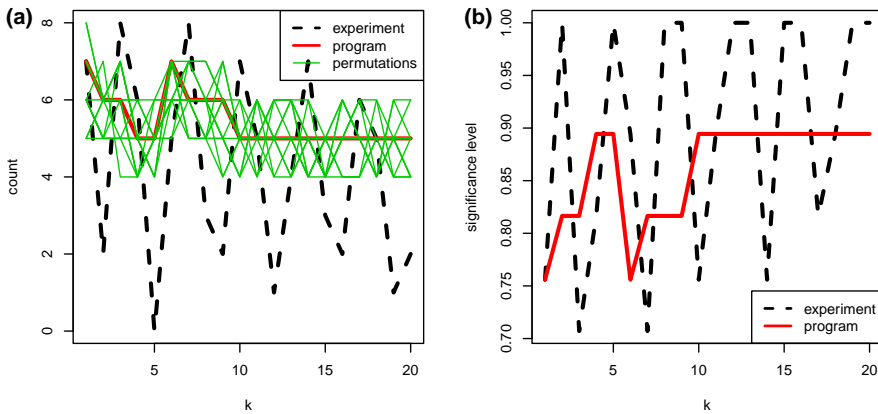 (a)
experiment
program
permutations
8
6
4
2
0
count
5
10
15
20
k
(b)
1.00
0.95
0.90
0.85
0.80
0.75
0.70
significance level
experiment
program
5
10
15
20
k